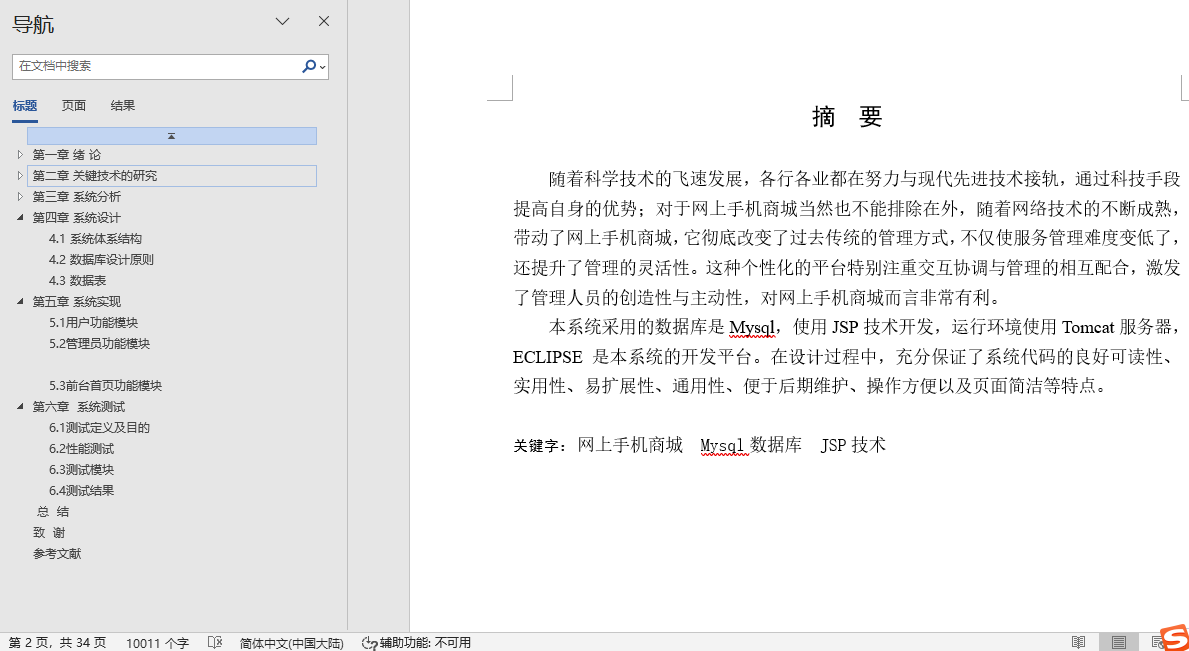 导航
在文档中搜索
标题 页面 结果
第一章 绪 论
第二章 关键技术的研究
第三章 系统分析
第四章 系统设计
4.1 系统体系结构
4.2 数据库设计原则
4.3 数据表
第五章 系统实现
5.1用户功能模块
5.2管理员功能模块
5.3前台首页功能模块
第六章 系统测试
6.1测试定义及目的
6.2性能测试
6.3测试模块
6.4测试结果
总 结
致 谢
参考文献
摘 要
随着科学技术的飞速发展，各行各业都在努力与现代先进技术接轨，通过科技手段
提高自身的优势；对于网上手机商城当然也不能排除在外，随着网络技术的不断成熟，
带动了网上手机商城，它彻底改变了过去传统的管理方式，不仅使服务管理难度变低了，
还提升了管理的灵活性。这种个性化的平台特别注重交互协调与管理的相互配合，激发
了管理人员的创造性与主动性，对网上手机商城而言非常有利。
本系统采用的数据库是 Mysql，使用 JSP 技术开发，运行环境使用 Tomcat 服务器，
ECLIPSE 是本系统的开发平台。在设计过程中，充分保证了系统代码的良好可读性、
实用性、易扩展性、通用性、便于后期维护、操作方便以及页面简洁等特点。
关键字：网上手机商城 Mysql 数据库 JSP 技术
第 2 页，共 34 页 10011 个字 简体中文(中国大陆) 辅助功能: 不可用